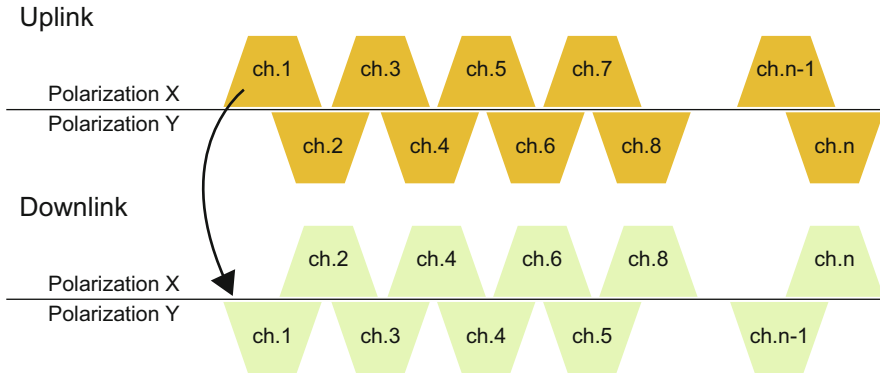 Uplink
ch.1 ch.3 ch.5 ch.7 ch.n-1
Polarization X
Polarization Y
ch.2 ch.4 ch.6 ch.8 ch.n
Downlink
ch.2 ch.4 ch.6 ch.8 ch.n
Polarization X
Polarization Y
ch.1 ch.3 ch.4 ch.5 ch.n-1